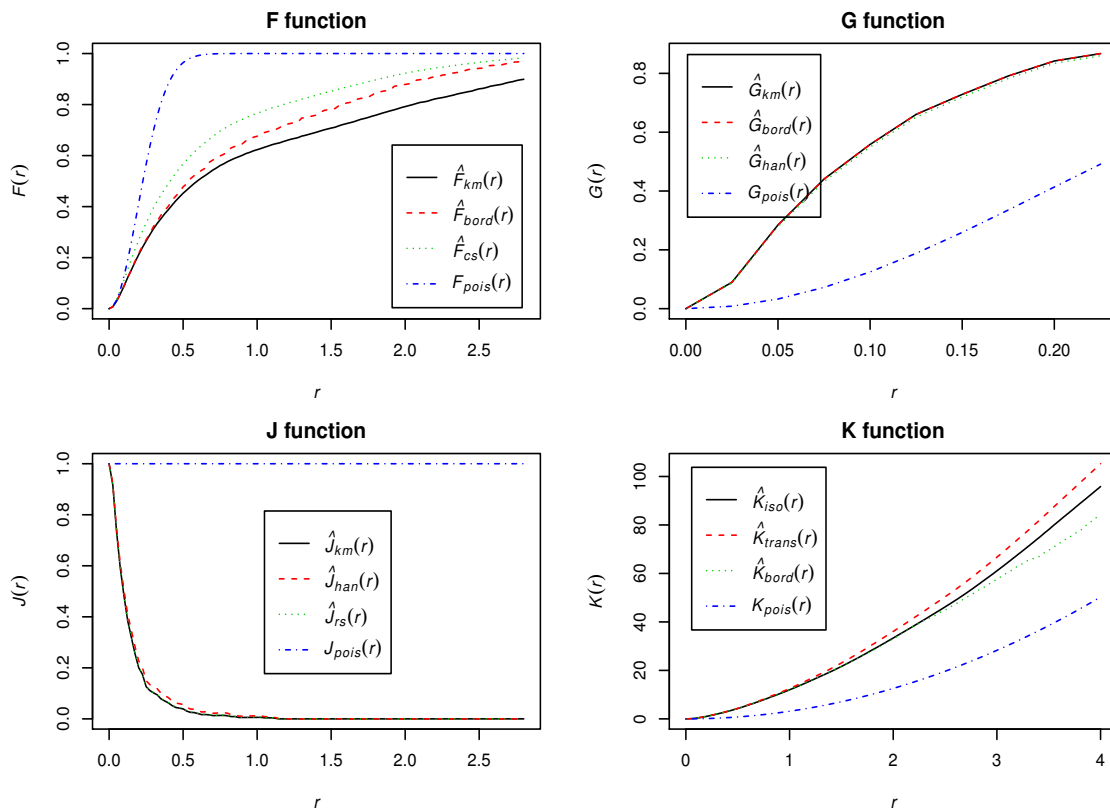 F function
F(r)
0.0 0.2 0.4 0.6 0.8 1.0
F̂km(r)
F̂bord(r)
F̂cs(r)
Fpois(r)
0.0 0.5 1.0 1.5 2.0 2.5
r
G function
G(r)
0.0 0.2 0.4 0.6 0.8
Ĝkm(r)
Ĝbord(r)
Ĝhan(r)
Gpois(r)
0.00 0.05 0.10 0.15 0.20
r
J function
J(r)
0.0 0.2 0.4 0.6 0.8 1.0
Ĵkm(r)
Ĵhan(r)
Ĵrs(r)
Jpois(r)
0.0 0.5 1.0 1.5 2.0 2.5
r
K function
K(r)
0 20 40 60 80 100
K̂iso(r)
K̂trans(r)
K̂bord(r)
Kpois(r)
0 1 2 3 4
r